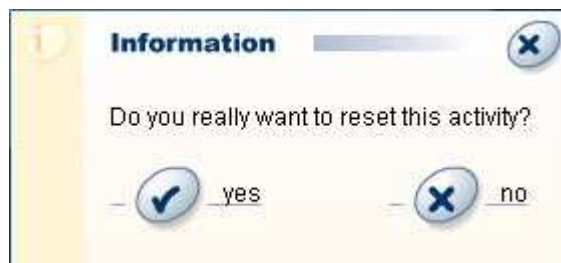 i
Information
Do you really want to reset this activity?
yes no